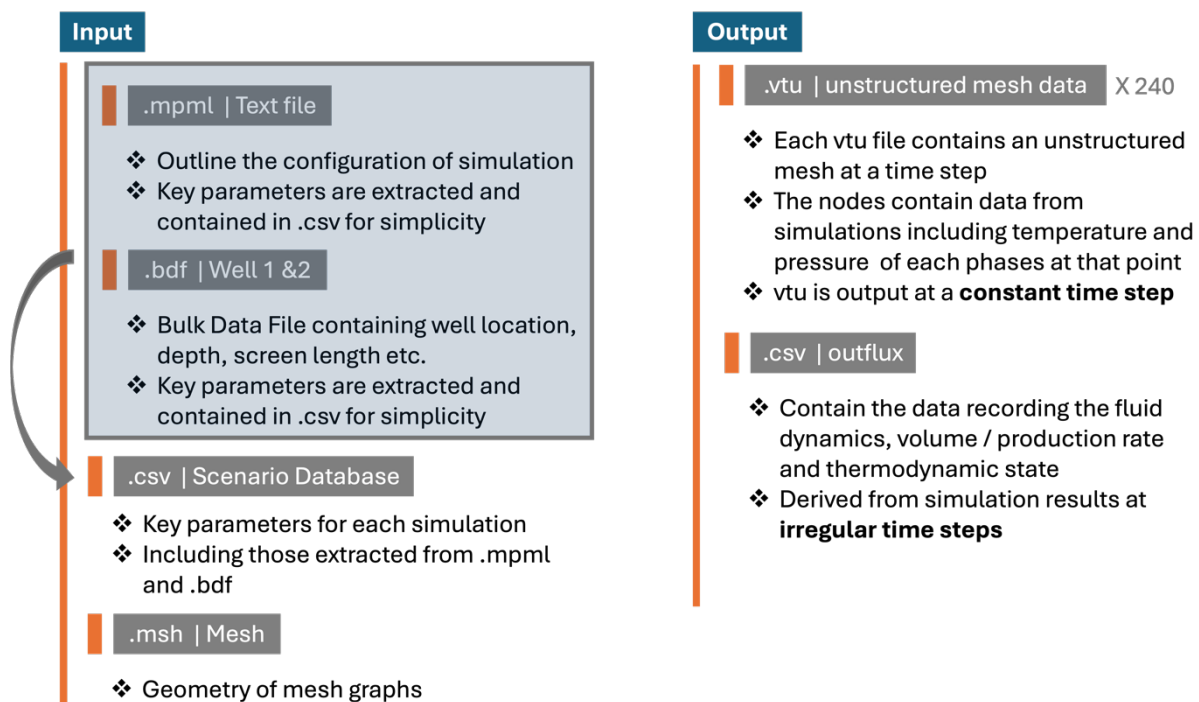 Input
.mpml | Text file
❖ Outline the configuration of simulation
❖ Key parameters are extracted and
contained in .csv for simplicity
.bdf | Well 1 &2
❖ Bulk Data File containing well location,
depth, screen length etc.
❖ Key parameters are extracted and
contained in .csv for simplicity
.csv | Scenario Database
❖ Key parameters for each simulation
❖ Including those extracted from .mpml
and .bdf
.msh | Mesh
❖ Geometry of mesh graphs
Output
.vtu | unstructured mesh data X 240
❖ Each vtu file contains an unstructured
mesh at a time step
❖ The nodes contain data from
simulations including temperature and
pressure of each phases at that point
❖ vtu is output at a constant time step
.csv | outflux
❖ Contain the data recording the fluid
dynamics, volume / production rate
and thermodynamic state
❖ Derived from simulation results at
irregular time steps